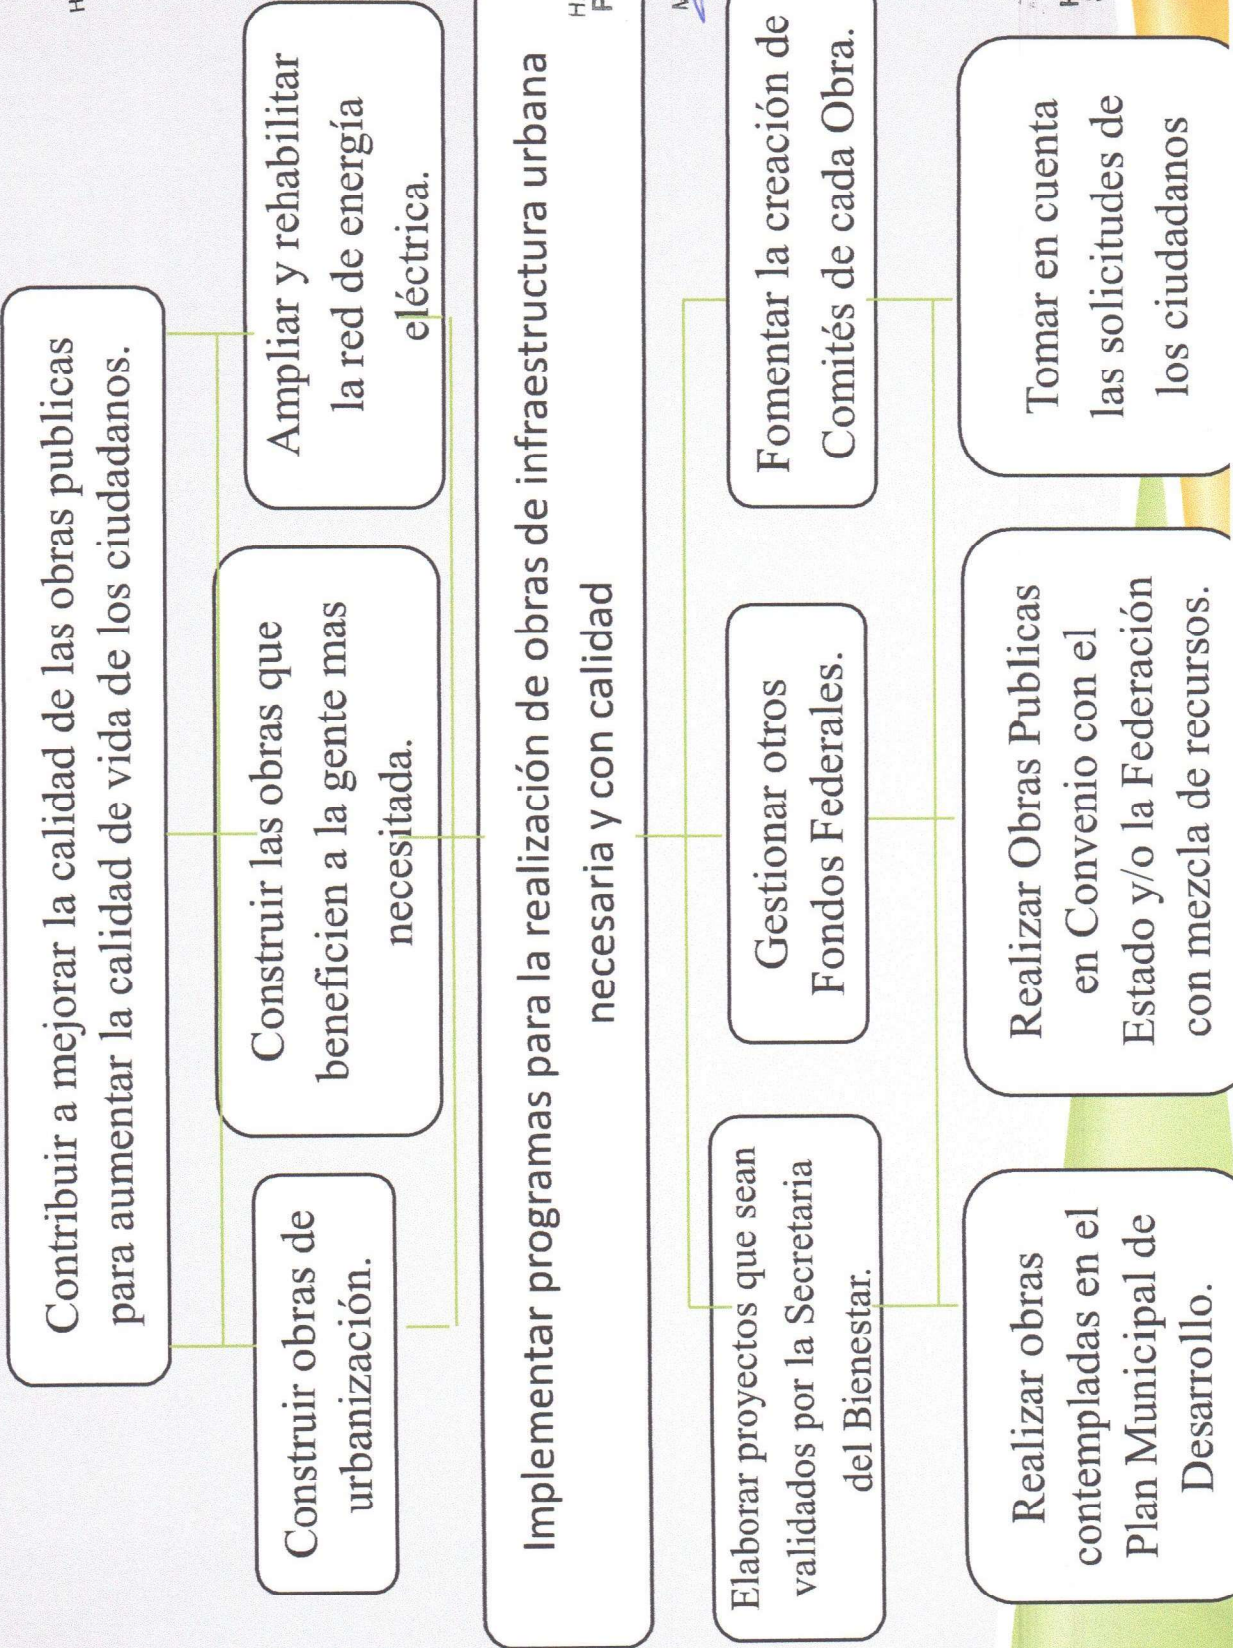 Contribuir a mejorar la calidad de las obras publicas
para aumentar la calidad de vida de los ciudadanos.
Construir obras de
urbanización.
Construir las obras que
beneficien a la gente mas
necesitada.
Ampliar y rehabilitar
la red de energía
eléctrica.
Implementar programas para la realización de obras de infraestructura urbana
necesaria y con calidad
Elaborar proyectos que sean
validados por la Secretaria
del Bienestar.
Gestionar otros
Fondos Federales.
Fomentar la creación de
Comités de cada Obra.
Realizar obras
contempladas en el
Plan Municipal de
Desarrollo.
Realizar Obras Publicas
en Convenio con el
Estado y/o la Federación
con mezcla de recursos.
Tomar en cuenta
las solicitudes de
los ciudadanos